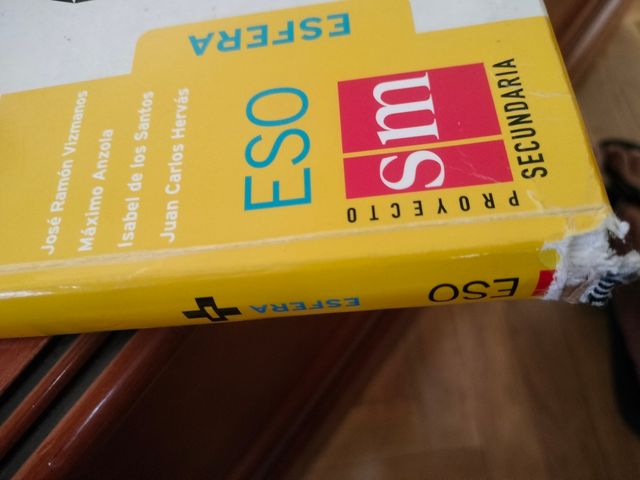 ESFERA
José Ramón Vizmanos
Máximo Anzola
Isabel de los Santos
Juan Carlos Hervás
ESO
sm
PROYECTO
SECUNDARIA
ESFERA
ESO